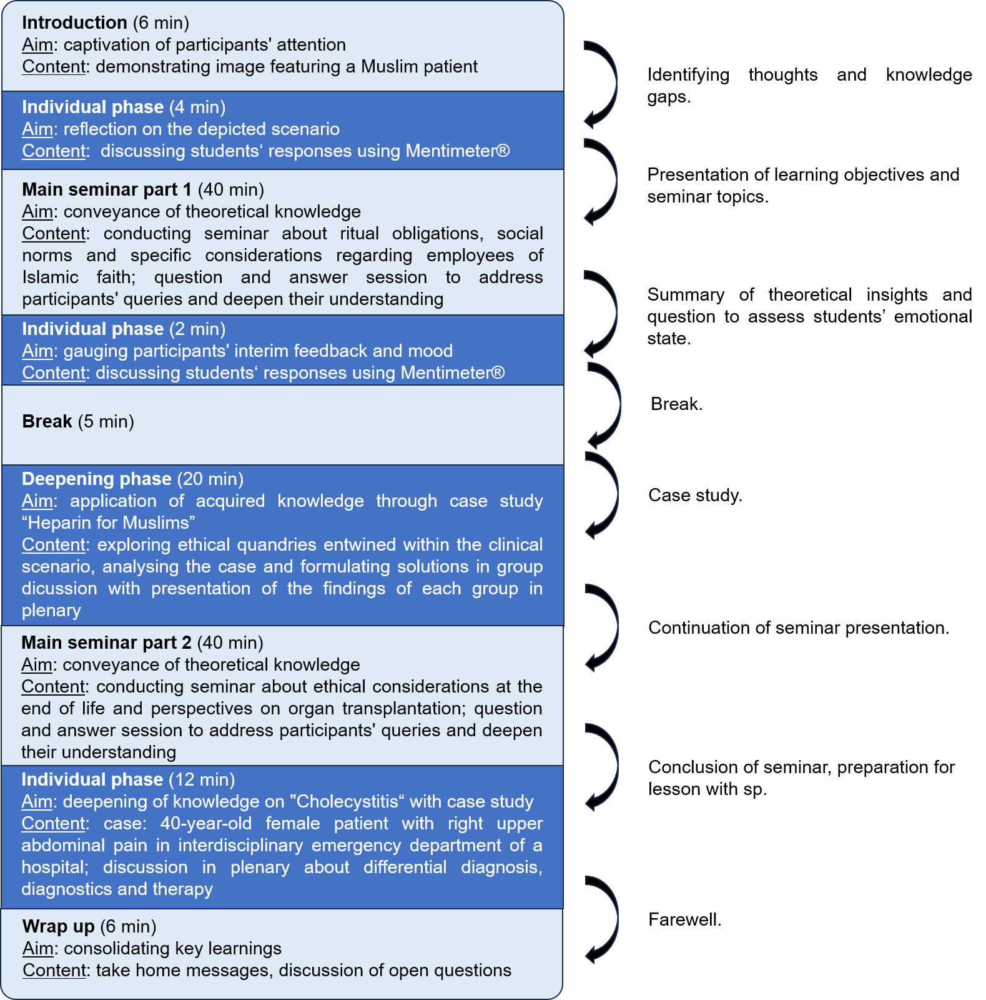 Introduction (6 min)
Aim: captivation of participants' attention
Content: demonstrating image featuring a Muslim patient
Identifying thoughts and knowledge
gaps.
Individual phase (4 min)
Aim: reflection on the depicted scenario
Content:  discussing students‘ responses using Mentimeter®
Presentation of learning objectives and
seminar topics.
Main seminar part 1 (40 min)
Aim: conveyance of theoretical knowledge
Content: conducting seminar about ritual obligations, social
norms and specific considerations regarding employees of
Islamic faith; question and answer session to address
participants' queries and deepen their understanding
Summary of theoretical insights and
question to assess students’ emotional
state.
Individual phase (2 min)
Aim: gauging participants' interim feedback and mood
Content: discussing students‘ responses using Mentimeter®
Break.
Break (5 min)
Case study.
Deepening phase (20 min)
Aim: application of acquired knowledge through case study
“Heparin for Muslims”
Content: exploring ethical quandries entwined within the clinical
scenario, analysing the case and formulating solutions in group
dicussion with presentation of the findings of each group in
plenary
Continuation of seminar presentation.
Main seminar part 2 (40 min)
Aim: conveyance of theoretical knowledge
Content: conducting seminar about ethical considerations at the
end of life and perspectives on organ transplantation; question
and answer session to address participants' queries and deepen
their understanding
Conclusion of seminar, preparation for
lesson with sp.
Individual phase (12 min)
Aim: deepening of knowledge on "Cholecystitis“ with case study
Content: case: 40-year-old female patient with right upper
abdominal pain in interdisciplinary emergency department of a
hospital; discussion in plenary about differential diagnosis,
diagnostics and therapy
Farewell.
Wrap up (6 min)
Aim: consolidating key learnings
Content: take home messages, discussion of open questions